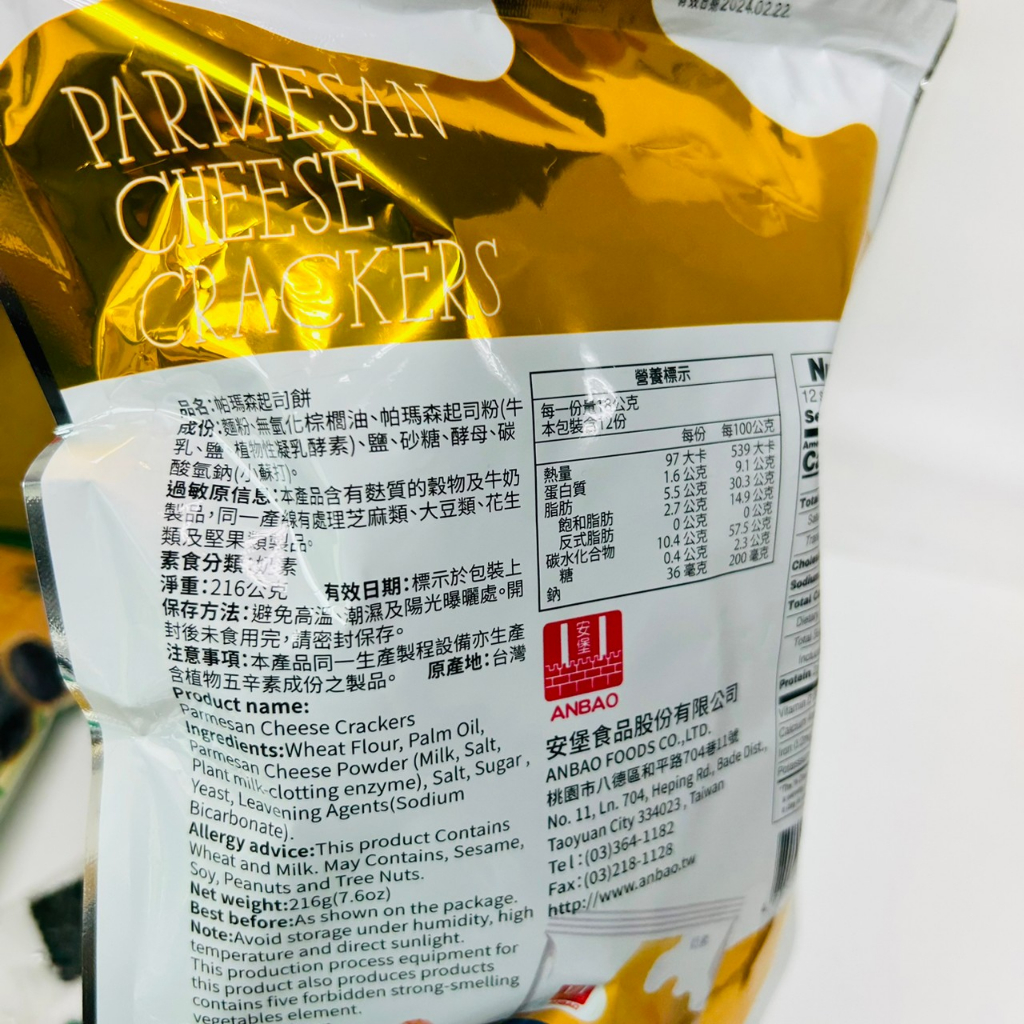 有效日期2024.02.22
PARMESAN
CHEESE
CRACKERS
品名:帕瑪森起司餅
成份:麵粉、無氫化棕櫚油、帕瑪森起司粉(牛
乳、鹽、植物性凝乳酵素)、鹽、砂糖、酵母、碳
酸氫鈉(小蘇打)。
過敏原信息:本產品含有麩質的穀物及牛奶
製品,同一產線有處理芝麻類、大豆類、花生
類及堅果類製品。
素食分類:奶素
淨重:216公克 有效日期:標示於包裝上
保存方法:避免高溫、潮濕及陽光曝曬處。開
封後未食用完,請密封保存。
注意事項:本產品同一生產製程設備亦生產
含植物五辛素成份之製品。 原產地:台灣
Product name:
Parmesan Cheese Crackers
Ingredients:Wheat Flour, Palm Oil,
Parmesan Cheese Powder (Milk, Salt,
Plant milk-clotting enzyme), Salt, Sugar,
Yeast, Leavening Agents(Sodium
Bicarbonate).
Allergy advice:This product Contains
Wheat and Milk. May Contains, Sesame,
Soy, Peanuts and Tree Nuts.
Net weight:216g(7.6oz)
Best before:As shown on the package.
Note:Avoid storage under humidity, high
temperature and direct sunlight.
This production process equipment for
this product also produces products
contains five forbidden strong-smelling
vegetables element.
營養標示
每一份量18公克
本包裝含12份
每份 每100公克
熱量 97 大卡 539 大卡
蛋白質 1.6 公克 9.1 公克
脂肪 5.5 公克 30.3 公克
飽和脂肪 2.7 公克 14.9 公克
反式脂肪 0 公克 0 公克
碳水化合物 10.4 公克 57.5 公克
糖 0.4 公克 2.3 公克
鈉 36 毫克 200 毫克
安堡
ANBAO
安堡食品股份有限公司
ANBAO FOODS CO.,LTD.
桃園市八德區和平路704巷11號
No. 11, Ln. 704, Heping Rd., Bade Dist.,
Taoyuan City 334023, Taiwan
Tel:(03)364-1182
Fax:(03)218-1128
http://www.anbao.tw
Total
Sodium
Total
Protein